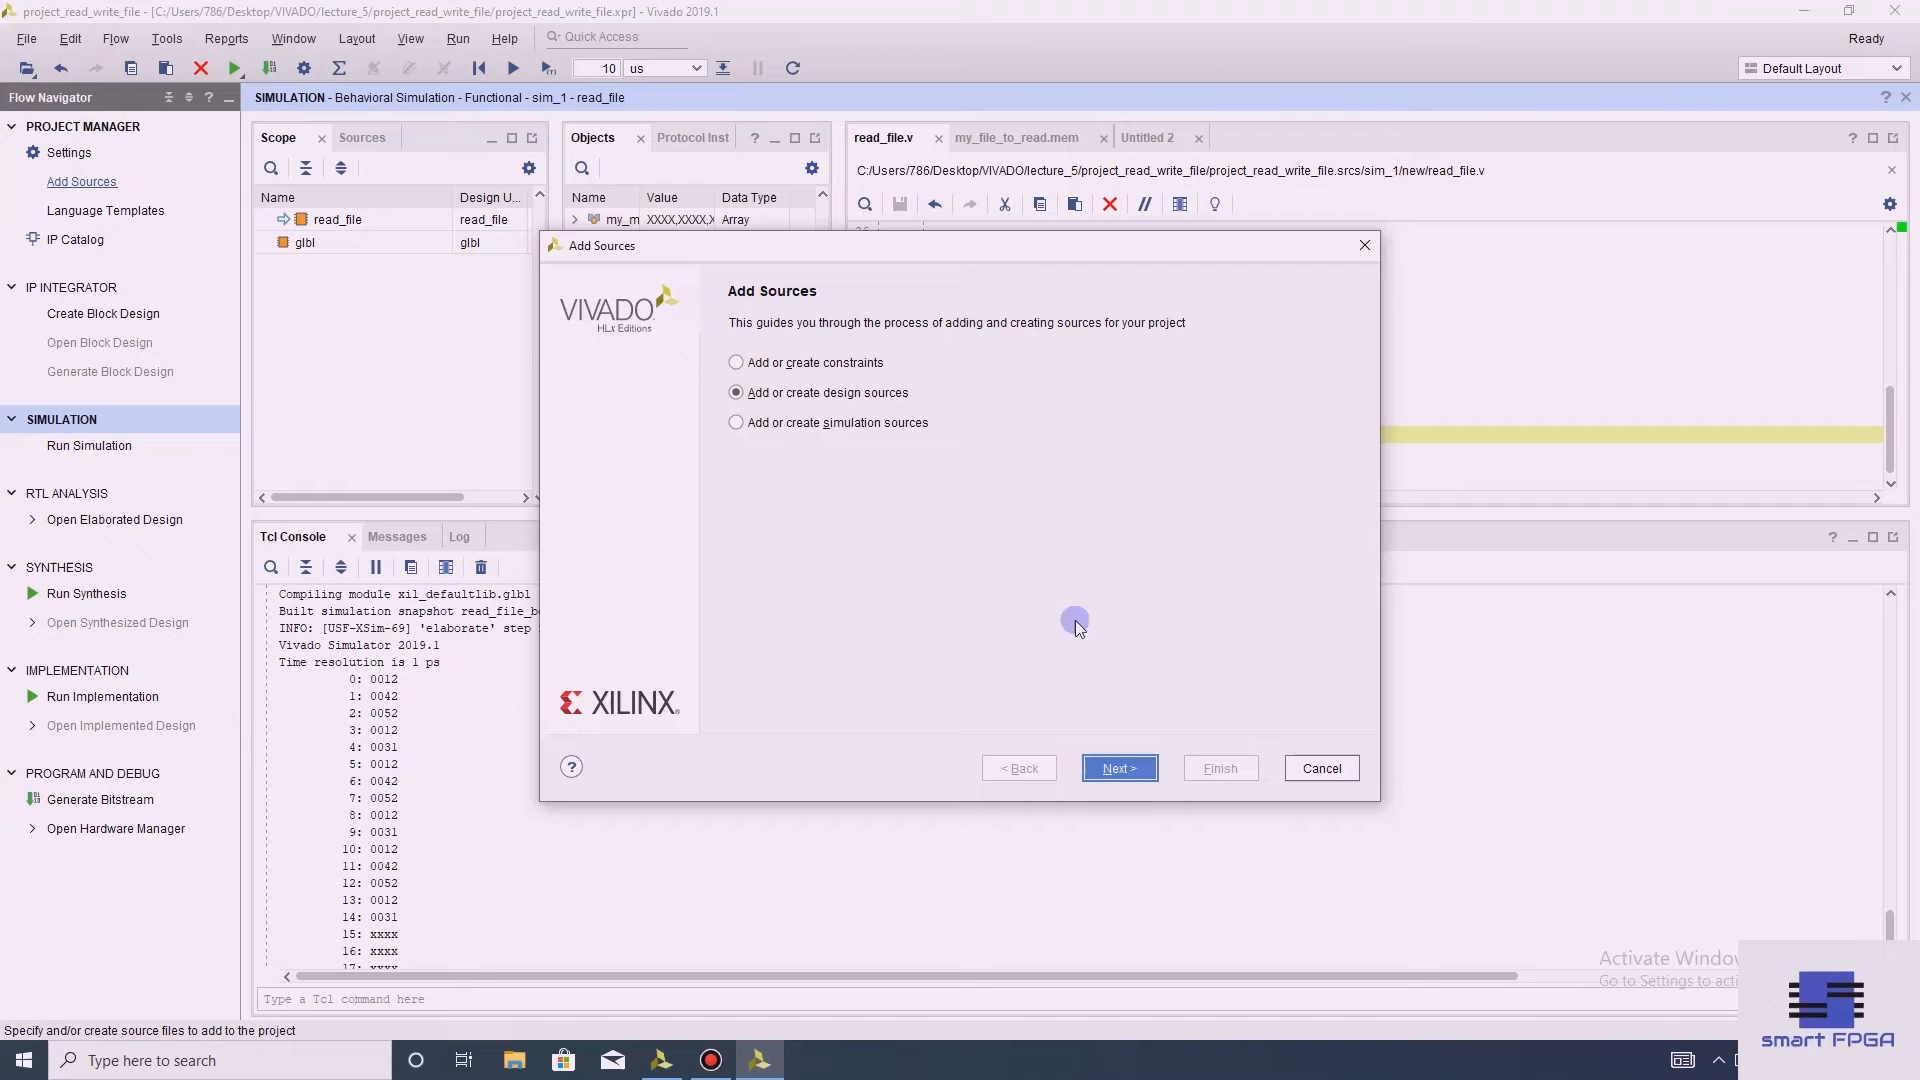 project_read_write_file - [C:/Users/786/Desktop/VIVADO/lecture_5/project_read_write_file/project_read_write_file.xpr] - Vivado 2019.1
File Edit Flow Tools Reports Window Layout View Run Help Quick Access
Ready
10 us
Default Layout
Flow Navigator
SIMULATION - Behavioral Simulation - Functional - sim_1 - read_file
PROJECT MANAGER
Settings
Add Sources
Language Templates
IP Catalog
IP INTEGRATOR
Create Block Design
Open Block Design
Generate Block Design
SIMULATION
Run Simulation
RTL ANALYSIS
Open Elaborated Design
SYNTHESIS
Run Synthesis
Open Synthesized Design
IMPLEMENTATION
Run Implementation
Open Implemented Design
PROGRAM AND DEBUG
Generate Bitstream
Open Hardware Manager
Scope Sources
Name Design U...
read_file read_file
glbl glbl
Objects Protocol Inst
Name Value Data Type
my_m XXXX,XXXX,X Array
read_file.v my_file_to_read.mem Untitled 2
C:/Users/786/Desktop/VIVADO/lecture_5/project_read_write_file/project_read_write_file.srcs/sim_1/new/read_file.v
Add Sources
VIVADO
HLx Editions
Add Sources
This guides you through the process of adding and creating sources for your project
Add or create constraints
Add or create design sources
Add or create simulation sources
XILINX
< Back Next > Finish Cancel
Tcl Console Messages Log
Compiling module xil_defaultlib.glbl
Built simulation snapshot read_file_b
INFO: [USF-XSim-69] 'elaborate' step
Vivado Simulator 2019.1
Time resolution is 1 ps
0: 0012
1: 0042
2: 0052
3: 0012
4: 0031
5: 0012
6: 0042
7: 0052
8: 0012
9: 0031
10: 0012
11: 0042
12: 0052
13: 0012
14: 0031
15: xxxx
16: xxxx
17: xxxx
Type a Tcl command here
Activate Windo
Go to Settings to acti
Specify and/or create source files to add to the project
Type here to search
smart FPGA